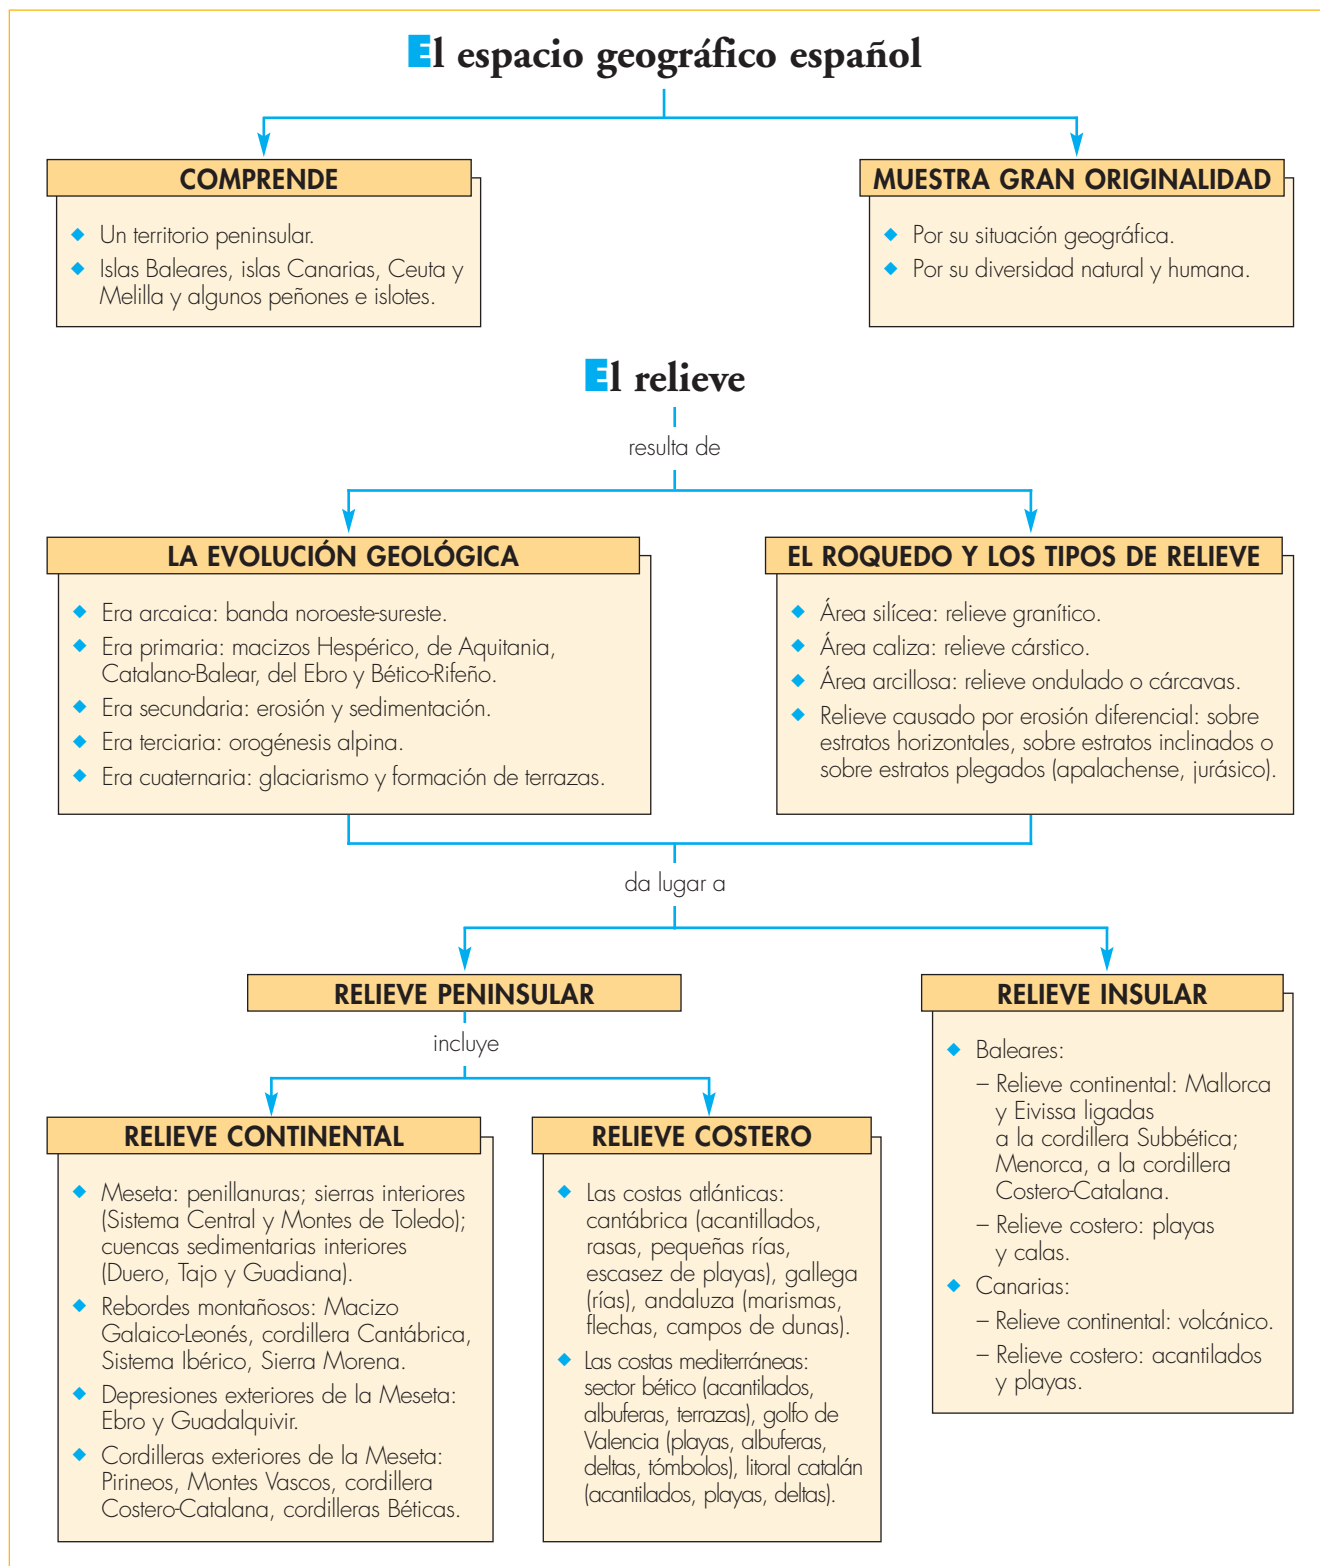 El espacio geográfico español
COMPRENDE
◆ Un territorio peninsular.
◆ Islas Baleares, islas Canarias, Ceuta y
Melilla y algunos peñones e islotes.
MUESTRA GRAN ORIGINALIDAD
◆ Por su situación geográfica.
◆ Por su diversidad natural y humana.
El relieve
resulta de
LA EVOLUCIÓN GEOLÓGICA
◆ Era arcaica: banda noroeste-sureste.
◆ Era primaria: macizos Hespérico, de Aquitania,
Catalano-Balear, del Ebro y Bético-Rifeño.
◆ Era secundaria: erosión y sedimentación.
◆ Era terciaria: orogénesis alpina.
◆ Era cuaternaria: glaciarismo y formación de terrazas.
EL ROQUEDO Y LOS TIPOS DE RELIEVE
◆ Área silícea: relieve granítico.
◆ Área caliza: relieve cárstico.
◆ Área arcillosa: relieve ondulado o cárcavas.
◆ Relieve causado por erosión diferencial: sobre
estratos horizontales, sobre estratos inclinados o
sobre estratos plegados (apalachense, jurásico).
da lugar a
RELIEVE PENINSULAR
incluye
RELIEVE CONTINENTAL
◆ Meseta: penillanuras; sierras interiores
(Sistema Central y Montes de Toledo);
cuencas sedimentarias interiores
(Duero, Tajo y Guadiana).
◆ Rebordes montañosos: Macizo
Galaico-Leonés, cordillera Cantábrica,
Sistema Ibérico, Sierra Morena.
◆ Depresiones exteriores de la Meseta:
Ebro y Guadalquivir.
◆ Cordilleras exteriores de la Meseta:
Pirineos, Montes Vascos, cordillera
Costero-Catalana, cordilleras Béticas.
RELIEVE COSTERO
◆ Las costas atlánticas:
cantábrica (acantillados,
rasas, pequeñas rías,
escasez de playas), gallega
(rías), andaluza (marismas,
flechas, campos de dunas).
◆ Las costas mediterráneas:
sector bético (acantilados,
albuferas, terrazas), golfo de
Valencia (playas, albuferas,
deltas, tómbolos), litoral catalán
(acantilados, playas, deltas).
RELIEVE INSULAR
◆ Baleares:
– Relieve continental: Mallorca
y Eivissa ligadas
a la cordillera Subbética;
Menorca, a la cordillera
Costero-Catalana.
– Relieve costero: playas
y calas.
◆ Canarias:
– Relieve continental: volcánico.
– Relieve costero: acantilados
y playas.